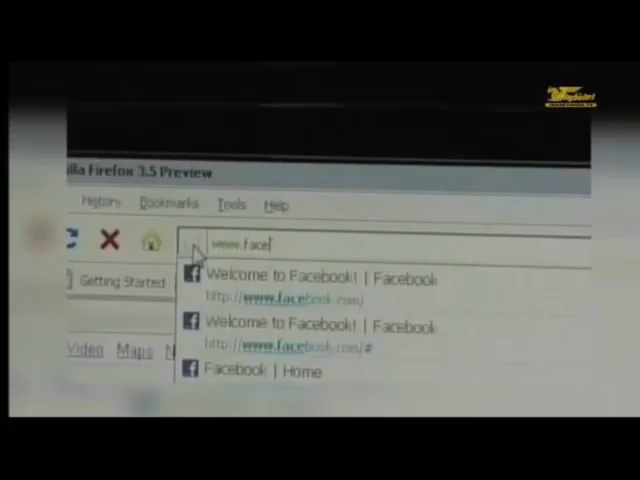 illa Firefox 3.5 Preview
History Bookmarks Tools Help
www.face
Getting Started
Welcome to Facebook! | Facebook
http://www.facebook.com/
Welcome to Facebook! | Facebook
http://www.facebook.com/#
Facebook | Home
Video Maps N